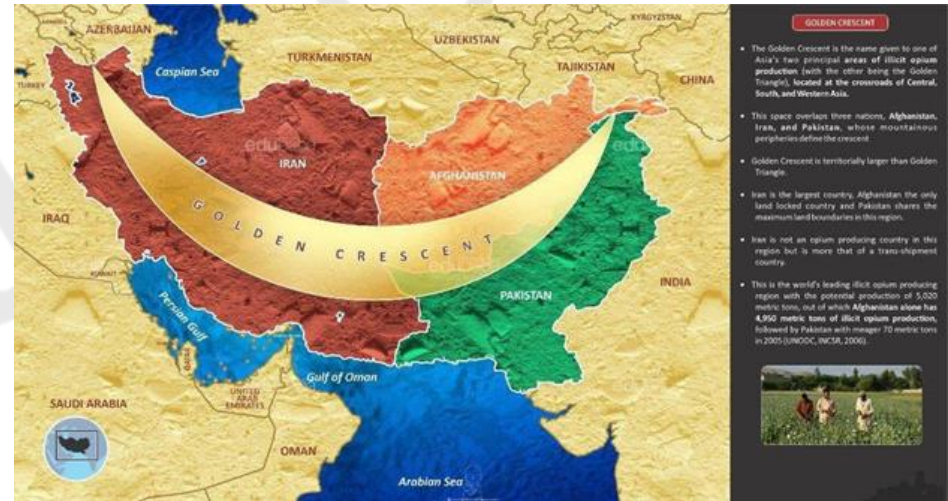 AZERBAIJAN
KYRGYZSTAN
UZBEKISTAN
TURKMENISTAN
TAJIKISTAN
Caspian Sea
CHINA
TURKEY
edu
IRAN
AFGHANISTAN
IRAQ
GOLDEN CRESCENT
KUWAIT
INDIA
PAKISTAN
Persian Gulf
QATAR
Gulf of Oman
UNITED
ARAB
EMIRATES
SAUDI ARABIA
OMAN
Arabian Sea
GOLDEN CRESCENT
• The Golden Crescent is the name given to one of
Asia's two principal areas of illicit opium
production (with the other being the Golden
Triangle), located at the crossroads of Central,
South, and Western Asia.
• This space overlaps three nations, Afghanistan,
Iran, and Pakistan, whose mountainous
peripheries define the crescent
• Golden Crescent is territorially larger than Golden
Triangle.
• Iran is the largest country, Afghanistan the only
land locked country and Pakistan shares the
maximum land boundaries in this region.
• Iran is not an opium producing country in this
region but is more that of a trans-shipment
country.
• This is the world's leading illicit opium producing
region with the potential production of 5,020
metric tons, out of which Afghanistan alone has
4,950 metric tons of illicit opium production,
followed by Pakistan with meager 70 metric tons
in 2005 (UNODC, INCSR, 2006).